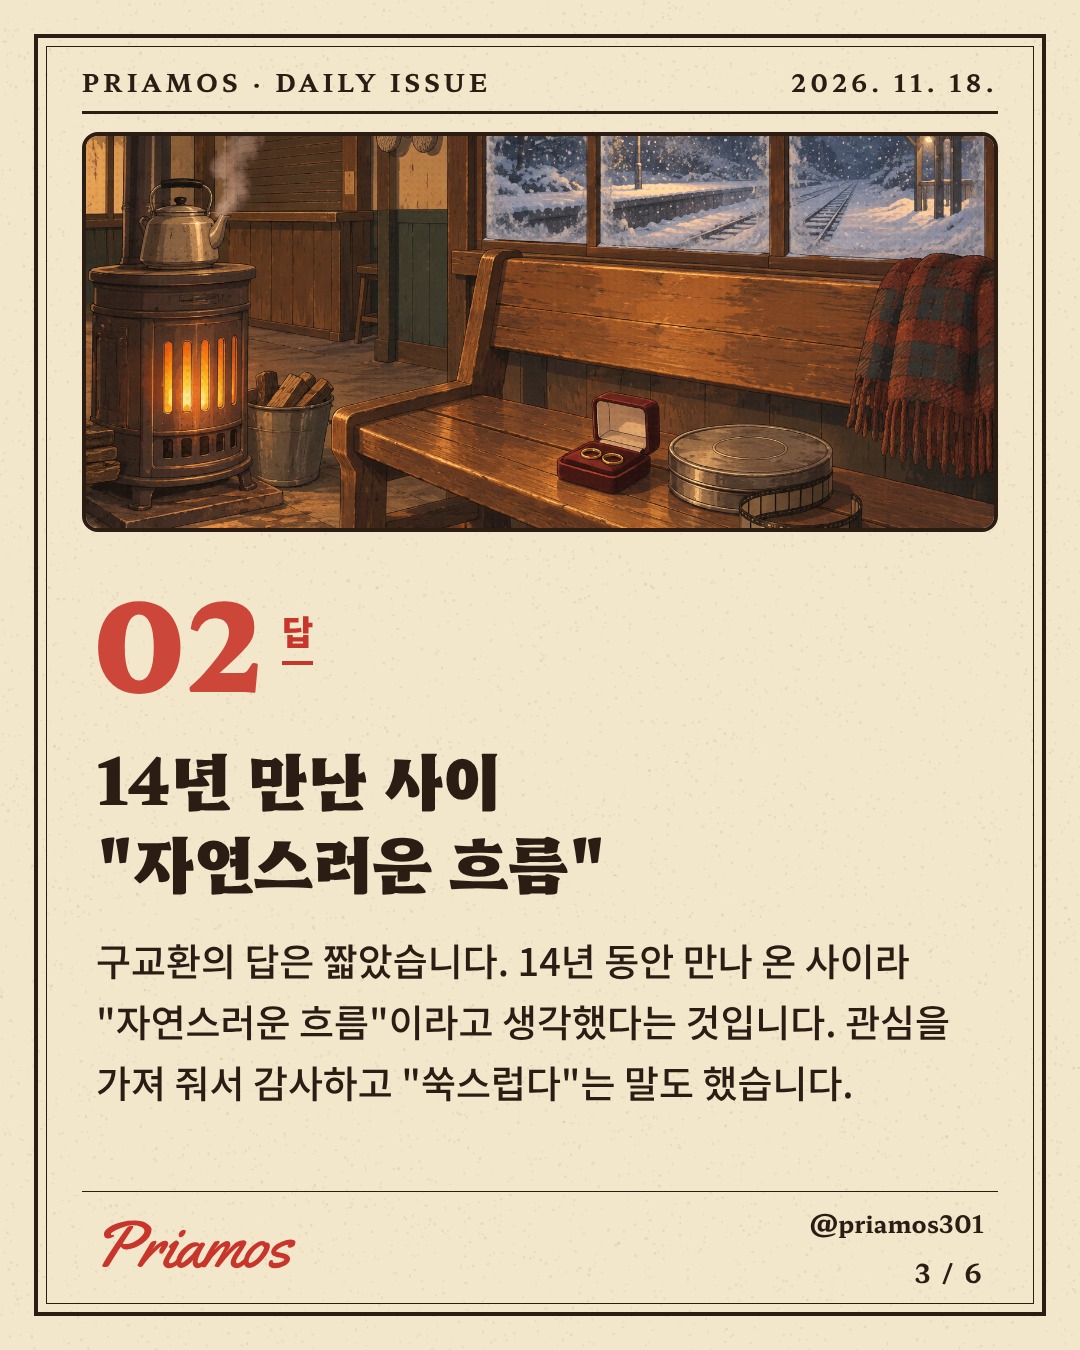 PRIAMOS · DAILY ISSUE
2026. 11. 18.
02 답
14년 만난 사이
"자연스러운 흐름"
구교환의 답은 짧았습니다. 14년 동안 만나 온 사이라
"자연스러운 흐름"이라고 생각했다는 것입니다. 관심을
가져 줘서 감사하고 "쑥스럽다"는 말도 했습니다.
Priamos
@priamos301
3 / 6